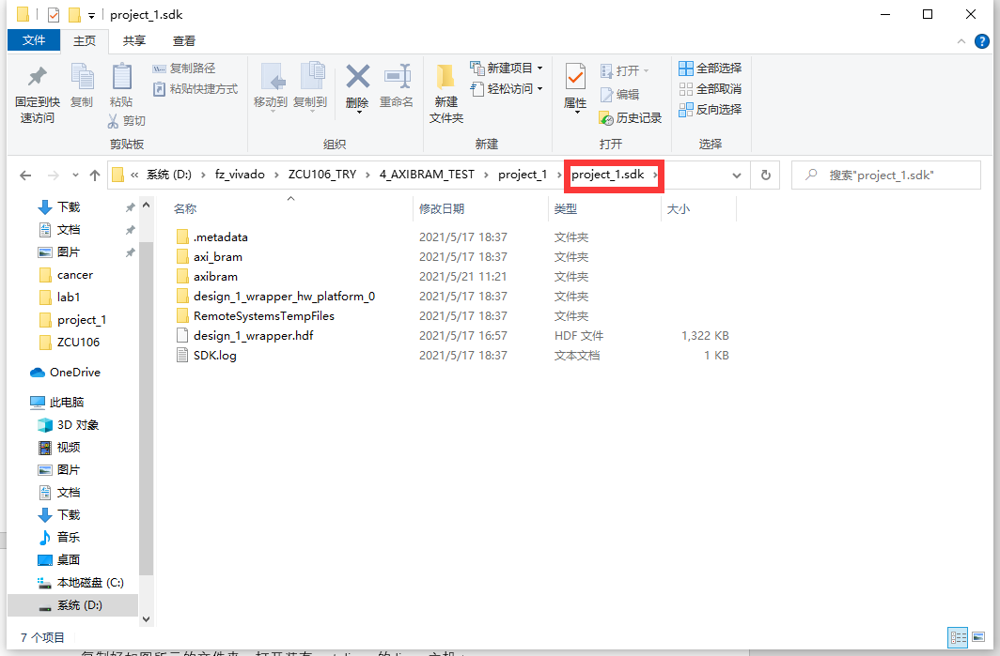 project_1.sdk
文件 主页 共享 查看
固定到快速访问
复制
粘贴
复制路径
粘贴快捷方式
剪切
剪贴板
移动到
复制到
删除
重命名
组织
新建文件夹
新建项目
轻松访问
新建
属性
打开
编辑
历史记录
打开
全部选择
全部取消
反向选择
选择
« 系统 (D:) › fz_vivado › ZCU106_TRY › 4_AXIBRAM_TEST › project_1 › project_1.sdk ›
搜索"project_1.sdk"
下载
文档
图片
cancer
lab1
project_1
ZCU106
OneDrive
此电脑
3D 对象
视频
图片
文档
下载
音乐
桌面
本地磁盘 (C:)
系统 (D:)
名称 修改日期 类型 大小
.metadata 2021/5/17 18:37 文件夹
axi_bram 2021/5/17 18:37 文件夹
axibram 2021/5/21 11:21 文件夹
design_1_wrapper_hw_platform_0 2021/5/17 18:37 文件夹
RemoteSystemsTempFiles 2021/5/17 18:37 文件夹
design_1_wrapper.hdf 2021/5/17 16:57 HDF 文件 1,322 KB
SDK.log 2021/5/17 18:37 文本文档 1 KB
7 个项目